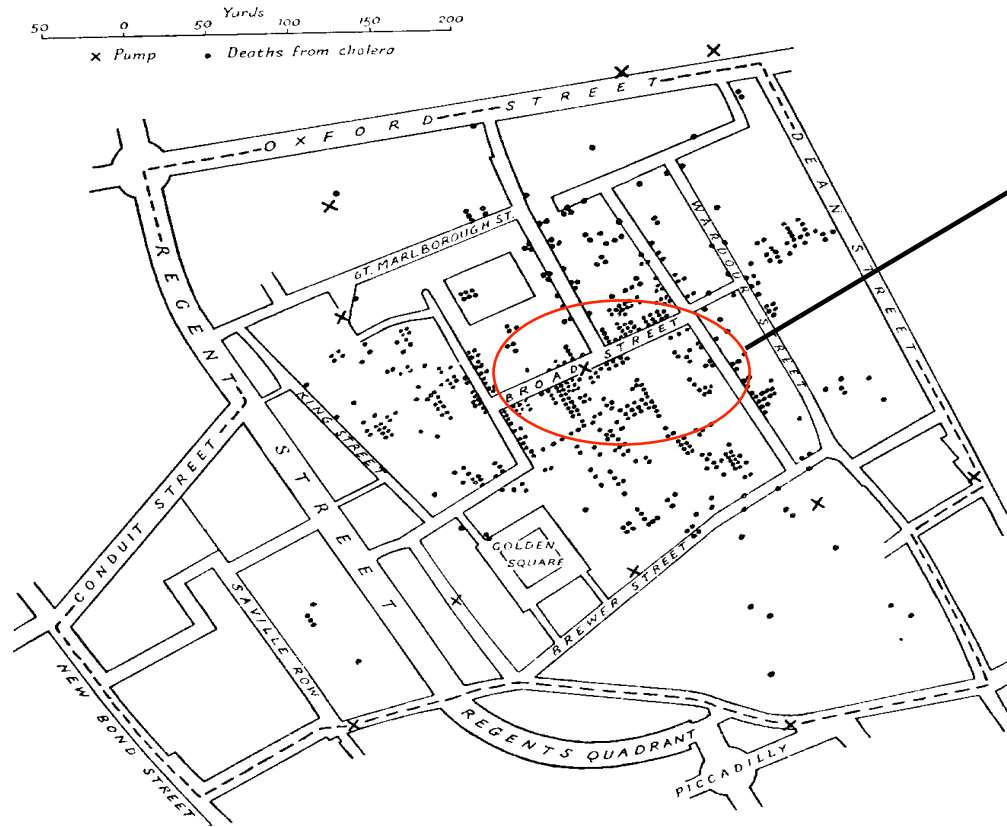 Yards
50 0 50 100 150 200
× Pump • Deaths from cholera
OXFORD STREET
DEAN STREET
WARDOUR STREET
GT. MARLBOROUGH ST.
REGENT STREET
BROAD STREET
KING STREET
CONDUIT STREET
GOLDEN
SQUARE
BREWER STREET
SAVILLE ROW
NEW BOND STREET
REGENTS QUADRANT
PICCADILLY